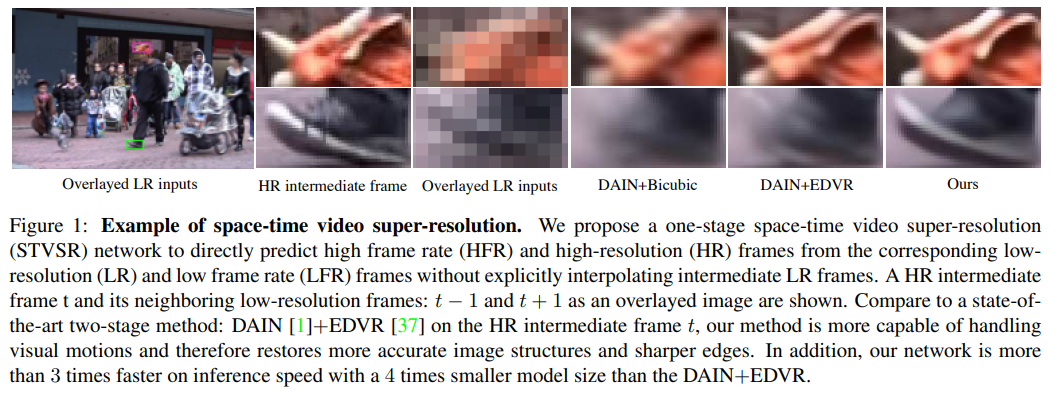 Overlayed LR inputs
HR intermediate frame
Overlayed LR inputs
DAIN+Bicubic
DAIN+EDVR
Ours
Figure 1: Example of space-time video super-resolution. We propose a one-stage space-time video super-resolution
(STVSR) network to directly predict high frame rate (HFR) and high-resolution (HR) frames from the corresponding low-
resolution (LR) and low frame rate (LFR) frames without explicitly interpolating intermediate LR frames. A HR intermediate
frame t and its neighboring low-resolution frames: t − 1 and t + 1 as an overlayed image are shown. Compare to a state-of-
the-art two-stage method: DAIN [1]+EDVR [37] on the HR intermediate frame t, our method is more capable of handling
visual motions and therefore restores more accurate image structures and sharper edges. In addition, our network is more
than 3 times faster on inference speed with a 4 times smaller model size than the DAIN+EDVR.